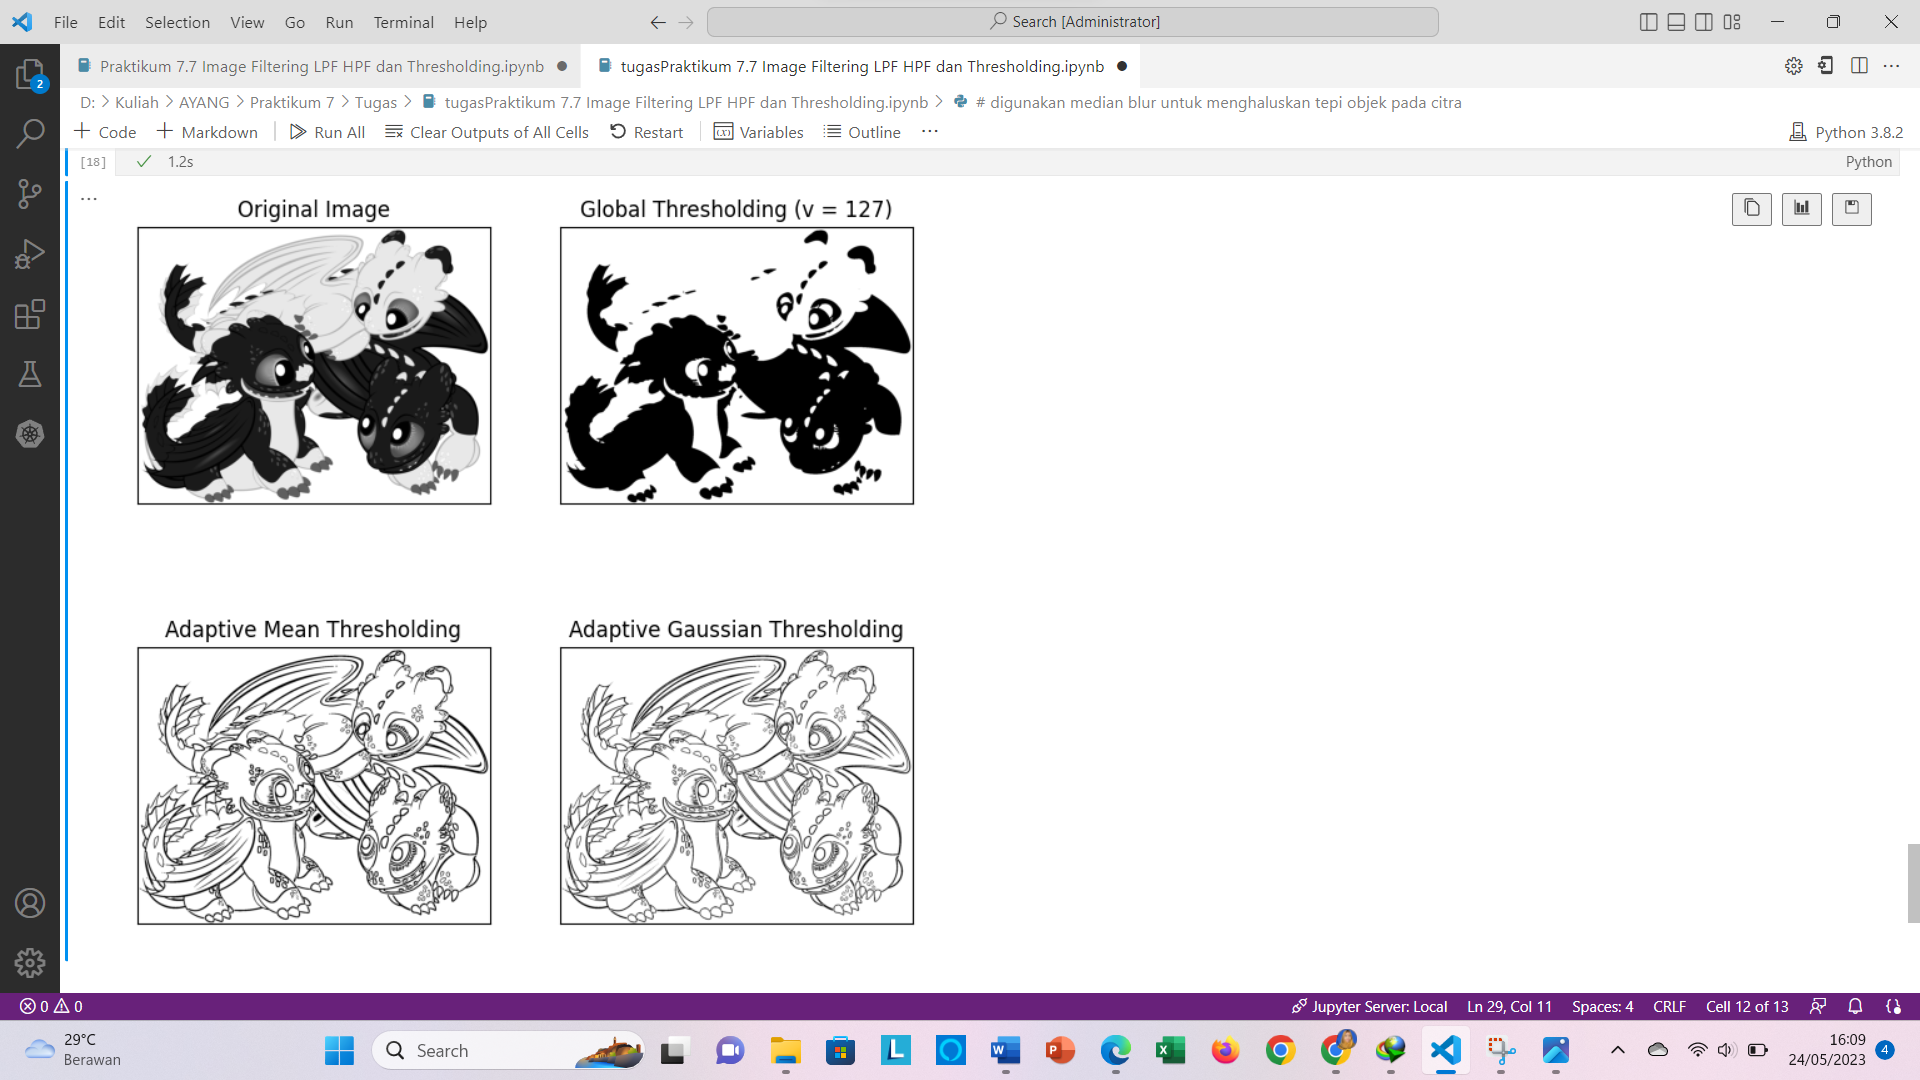 File Edit Selection View Go Run Terminal Help
Search [Administrator]
Praktikum 7.7 Image Filtering LPF HPF dan Thresholding.ipynb
tugasPraktikum 7.7 Image Filtering LPF HPF dan Thresholding.ipynb
D: > Kuliah > AYANG > Praktikum 7 > Tugas > tugasPraktikum 7.7 Image Filtering LPF HPF dan Thresholding.ipynb > # digunakan median blur untuk menghaluskan tepi objek pada citra
+ Code + Markdown Run All Clear Outputs of All Cells Restart Variables Outline ... Python 3.8.2
[18] 1.2s Python
...
Original Image
Global Thresholding (v = 127)
Adaptive Mean Thresholding
Adaptive Gaussian Thresholding
2
0 0 Jupyter Server: Local Ln 29, Col 11 Spaces: 4 CRLF Cell 12 of 13
29°C
Berawan
Search
16:09
24/05/2023
4